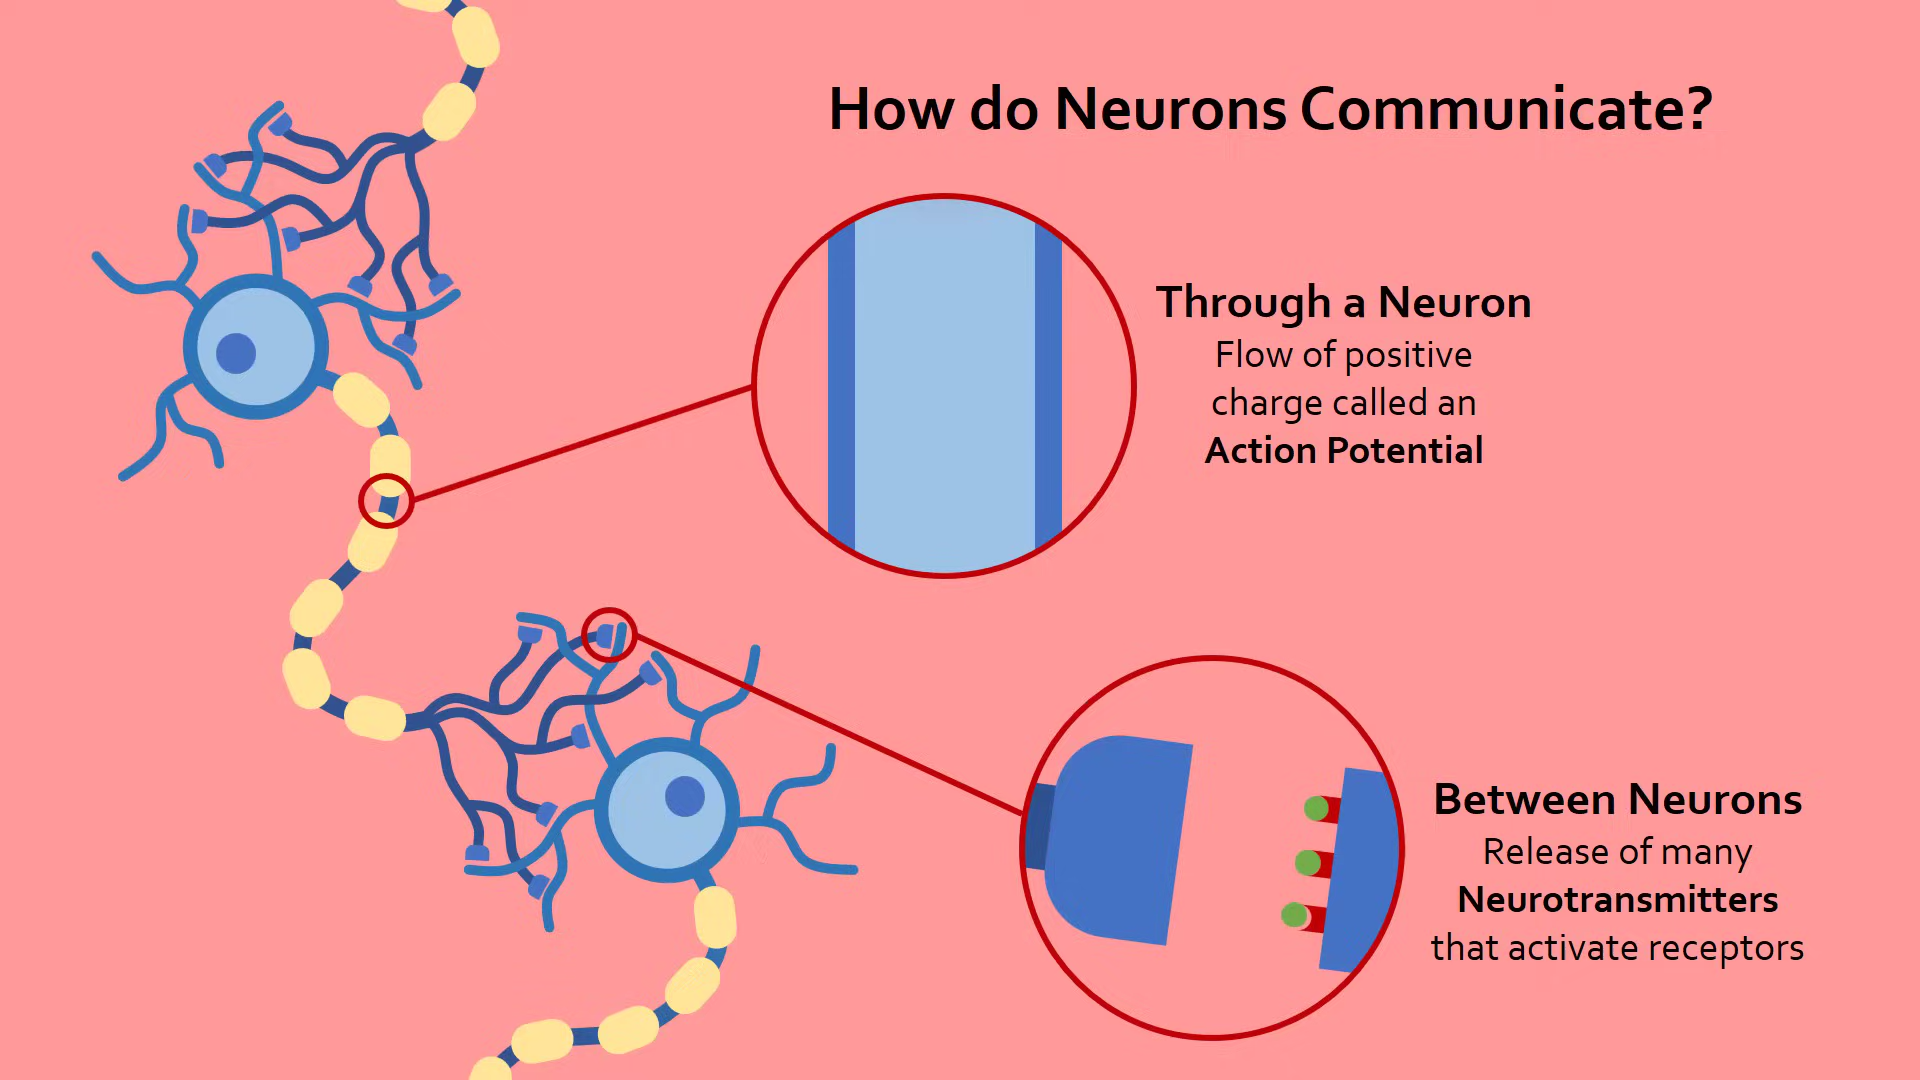 How do Neurons Communicate?
Through a Neuron
Flow of positive
charge called an
Action Potential
Between Neurons
Release of many
Neurotransmitters
that activate receptors